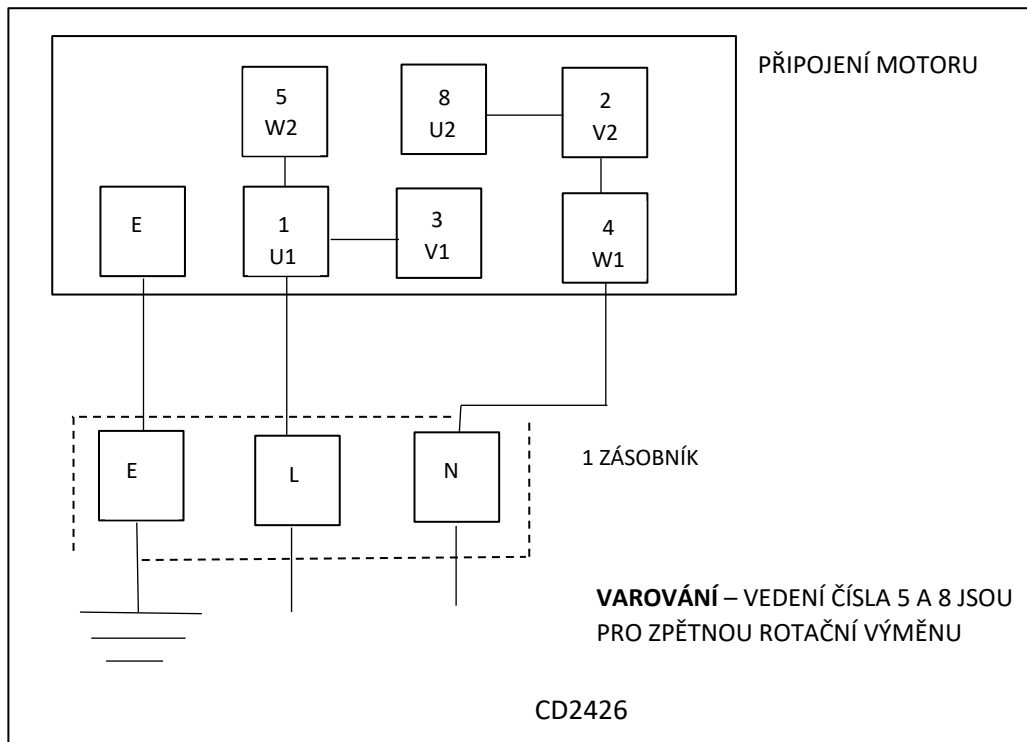 PŘIPOJENÍ MOTORU
5
W2
8
U2
2
V2
E
1
U1
3
V1
4
W1
E
L
N
1 ZÁSOBNÍK
VAROVÁNÍ – VEDENÍ ČÍSLA 5 A 8 JSOU
PRO ZPĚTNOU ROTAČNÍ VÝMĚNU
CD2426